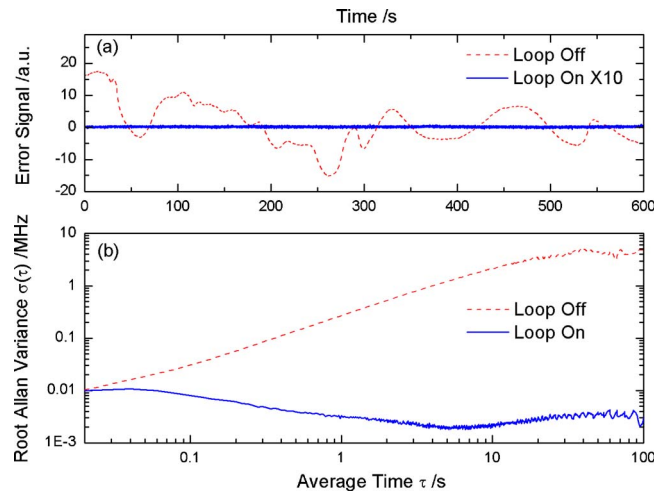 Time /s
(a)
Loop Off
Loop On X10
Error Signal /a.u.
20
10
0
-10
-20
0 100 200 300 400 500 600
(b)
Loop Off
Loop On
Root Allan Variance σ(τ) /MHz
10
1
0.1
0.01
1E-3
0.1 1 10 100
Average Time τ /s